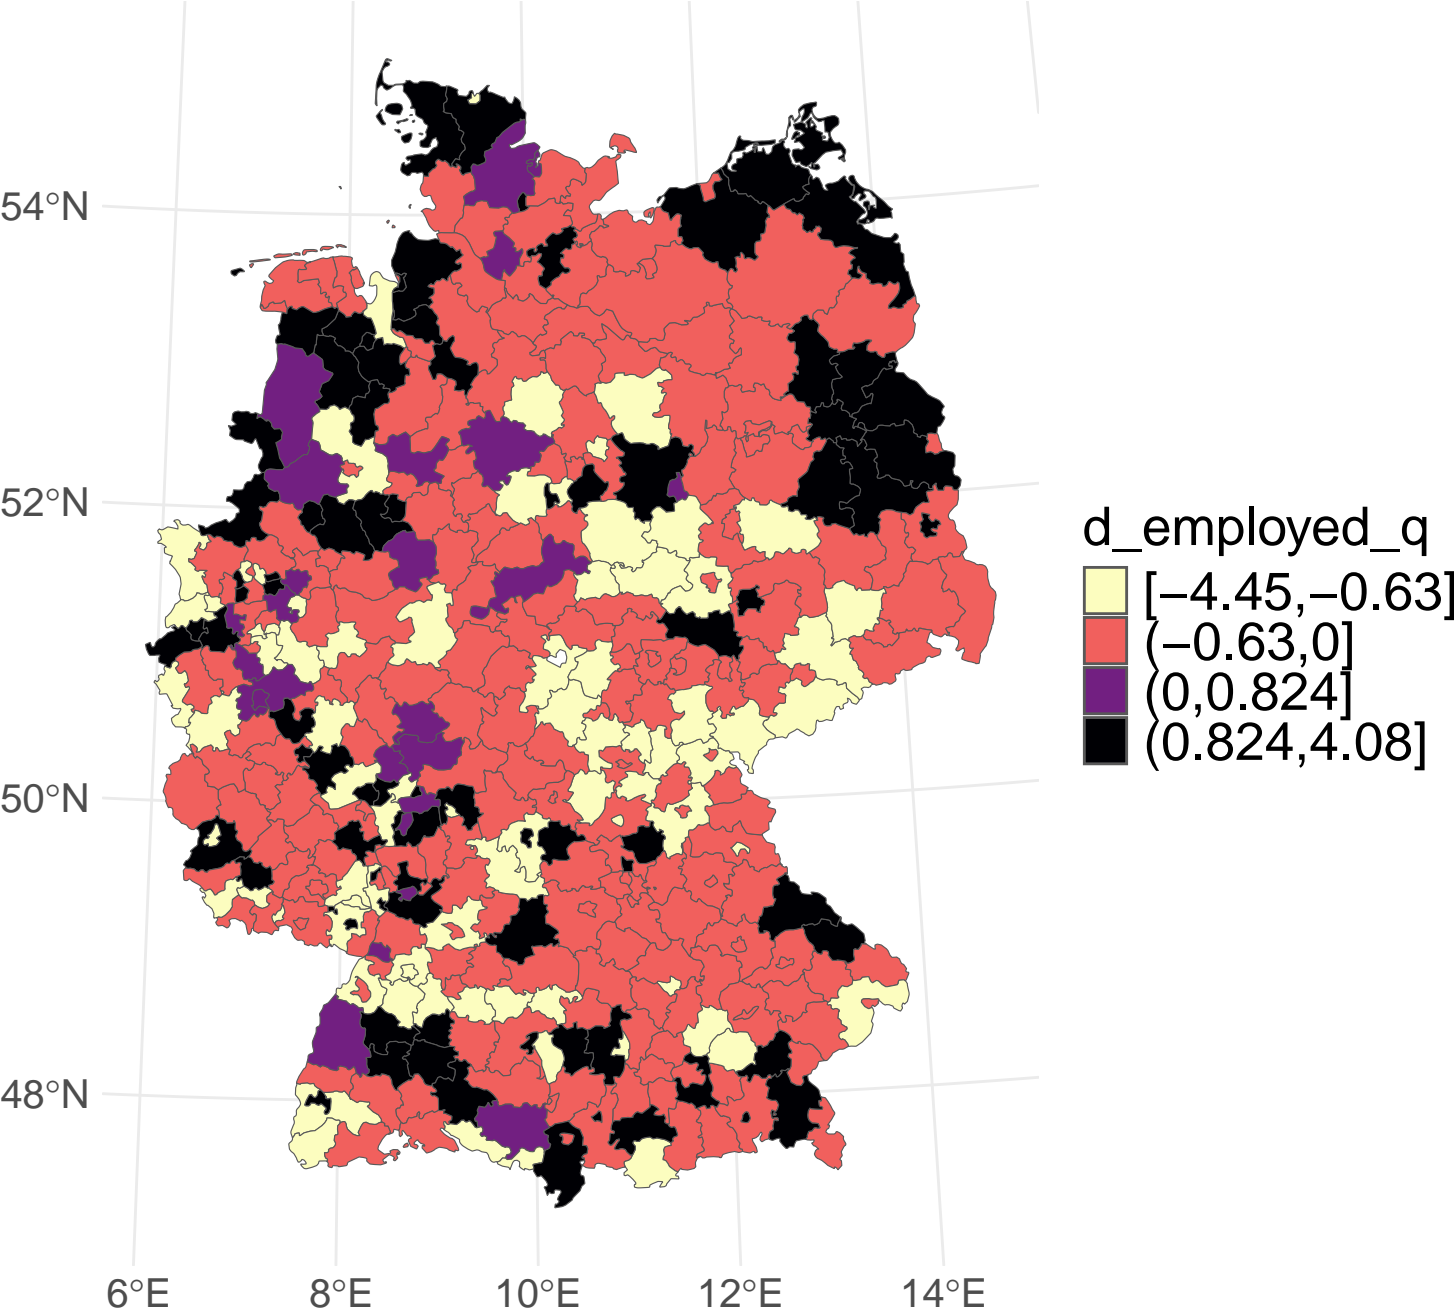 54°N
52°N
50°N
48°N
6°E
8°E
10°E
12°E
14°E
d_employed_q
[−4.45,−0.63]
(−0.63,0]
(0,0.824]
(0.824,4.08]